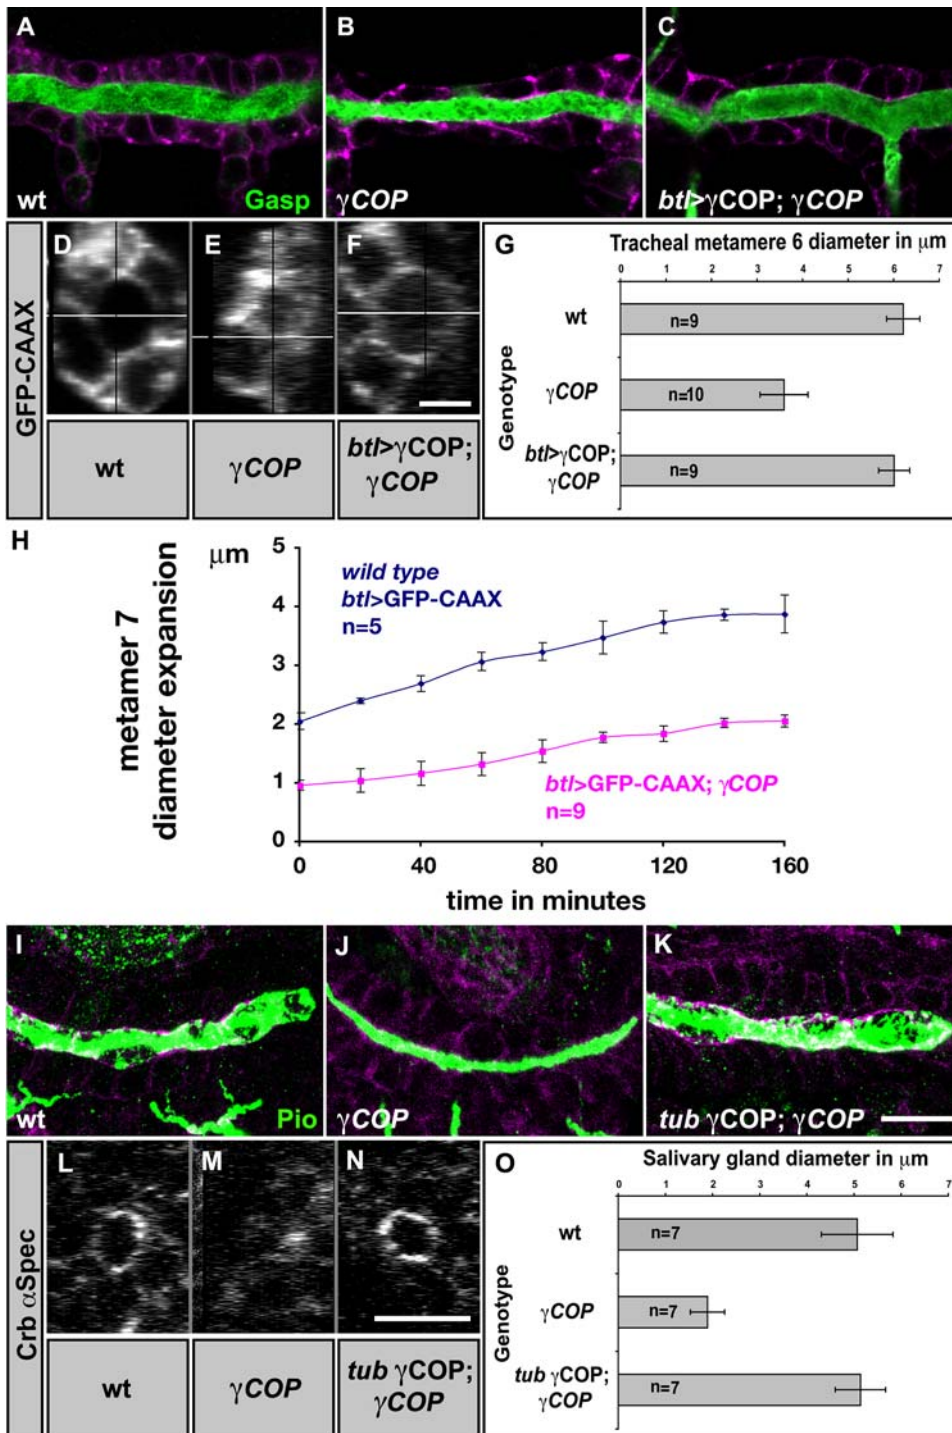 A
B
C
wt
Gasp
γCOP
btl>γCOP; γCOP
GFP-CAAX
D
E
F
wt
γCOP
btl>γCOP;
γCOP
G
Tracheal metamere 6 diameter in μm
0 1 2 3 4 5 6 7
Genotype
wt
n=9
γCOP
n=10
btl>γCOP;
γCOP
n=9
H
μm
metamer 7
diameter expansion
5
4
3
2
1
0
wild type
btl>GFP-CAAX
n=5
btl>GFP-CAAX; γCOP
n=9
0 40 80 120 160
time in minutes
I
J
K
wt
Pio
γCOP
tub γCOP; γCOP
Crb αSpec
L
M
N
wt
γCOP
tub γCOP;
γCOP
O
Salivary gland diameter in μm
0 1 2 3 4 5 6 7
Genotype
wt
n=7
γCOP
n=7
tub γCOP;
γCOP
n=7